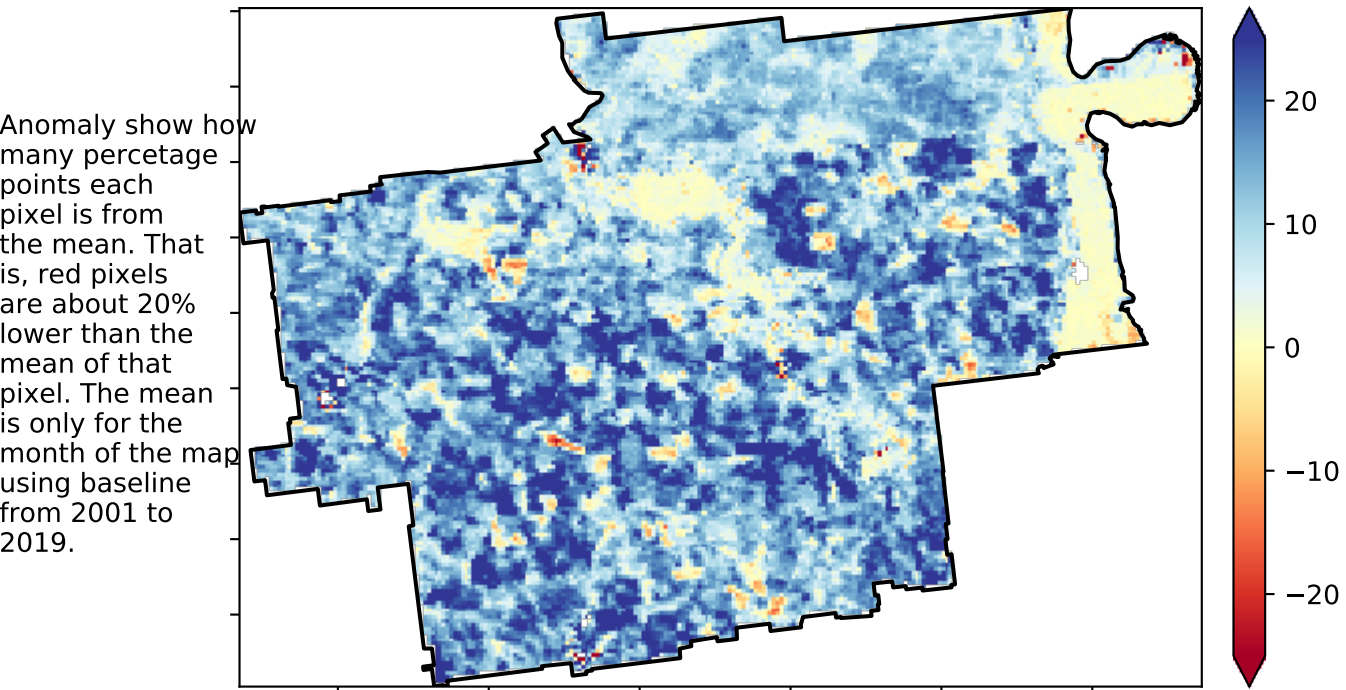 Anomaly show how
many percetage
points each
pixel is from
the mean. That
is, red pixels
are about 20%
lower than the
mean of that
pixel. The mean
is only for the
month of the map
using baseline
from 2001 to
2019.
20
10
0
−10
−20